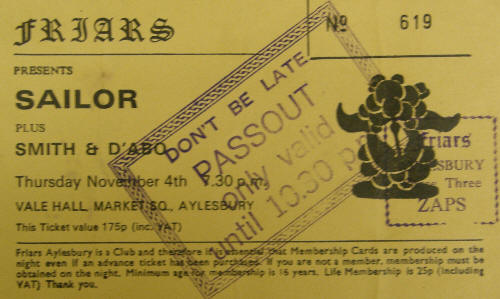 FRIARS
Nº 619
PRESENTS
SAILOR
PLUS
SMITH & D'ABO
Thursday November 4th 7.30 p.m.
VALE HALL, MARKET SQ., AYLESBURY
This Ticket value 175p (inc. VAT)
DON'T BE LATE
PASSOUT
only valid
until 10.30 p
Friars
ESBURY
Three
ZAPS
Friars Aylesbury is a Club and therefore it is essential that Membership Cards are produced on the
night even if an advance ticket has been purchased. If you are not a member, membership must be
obtained on the night. Minimum age for membership is 16 years. Life Membership is 25p (including
VAT) Thank you.